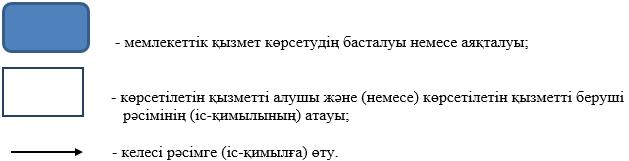 - мемлекеттік қызмет көрсетудің басталуы немесе аяқталуы;
- көрсетілетін қызметті алушы және (немесе) көрсетілетін қызметті беруші
рәсімінің (іс-қимылының) атауы;
- келесі рәсімге (іс-қимылға) өту.